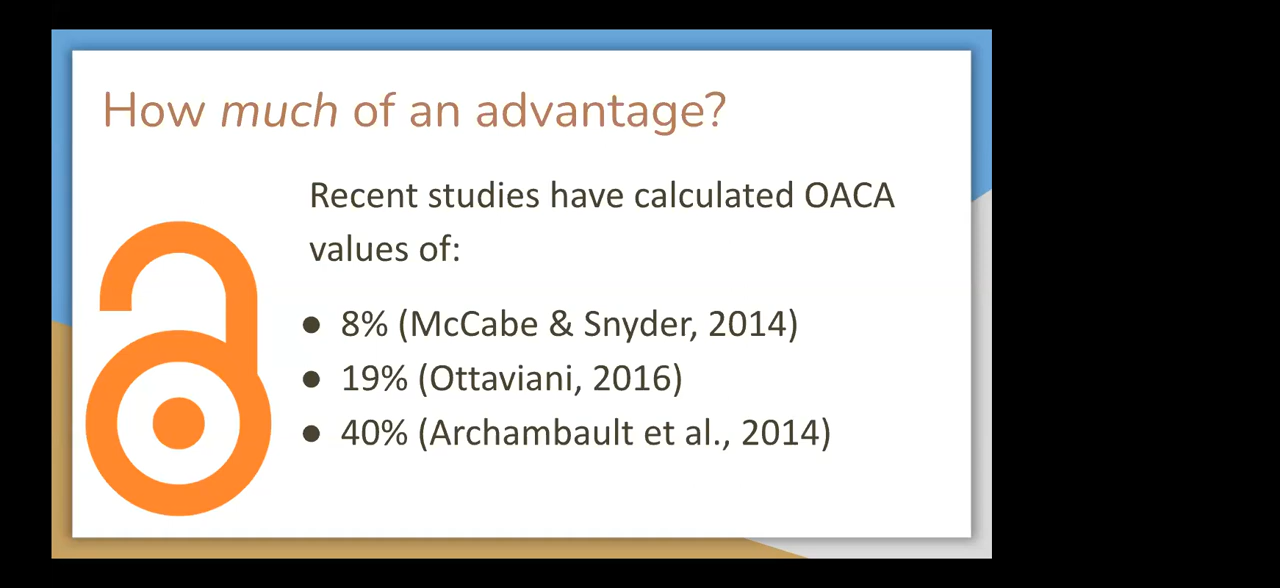 How much of an advantage?
Recent studies have calculated OACA
values of:
● 8% (McCabe & Snyder, 2014)
● 19% (Ottaviani, 2016)
● 40% (Archambault et al., 2014)